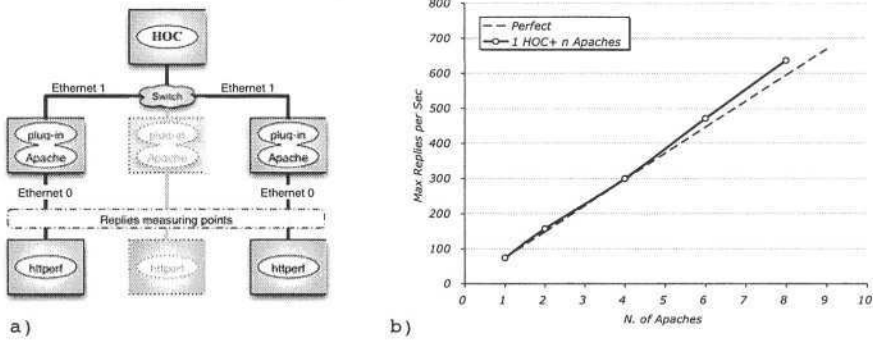 HOC
Ethernet 1
Switch
Ethernet 1
plug-in
Apache
plug-in
Apache
plug-in
Apache
Ethernet 0
Ethernet 0
Replies measuring points
httperf
httperf
httperf
a)
Max Replies per Sec
800
700
600
500
400
300
200
100
0
Perfect
1 HOC+ n Apaches
0 1 2 3 4 5 6 7 8 9 10
N. of Apaches
b)